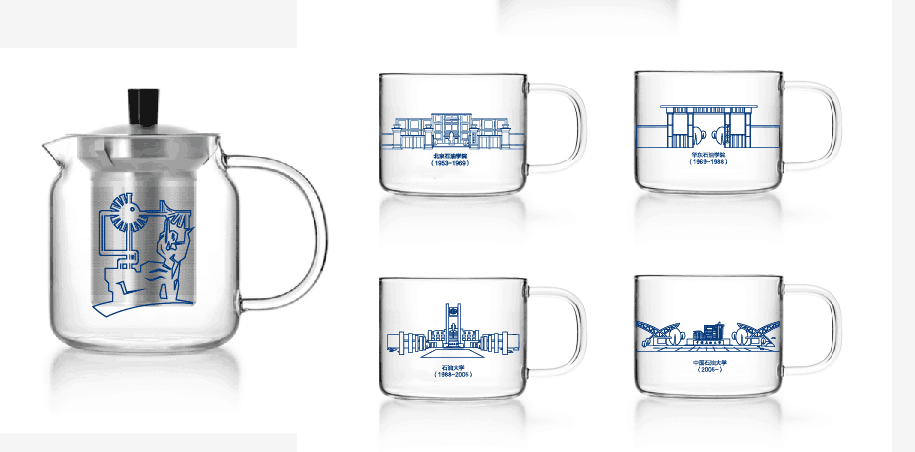 北京石油学院
(1953-1969)
华东石油学院
(1969-1988)
石油大学
(1988-2005)
中国石油大学
(2005-)